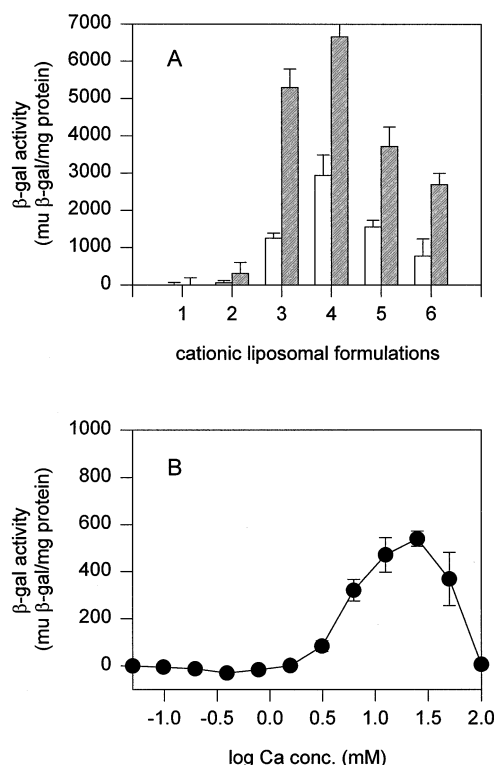 A
7000
6000
5000
4000
3000
2000
1000
0
β-gal activity
(mu β-gal/mg protein)
1 2 3 4 5 6
cationic liposomal formulations
B
1000
800
600
400
200
0
β-gal activity
(mu β-gal/mg protein)
-1.0 -0.5 0.0 0.5 1.0 1.5 2.0
log Ca conc. (mM)